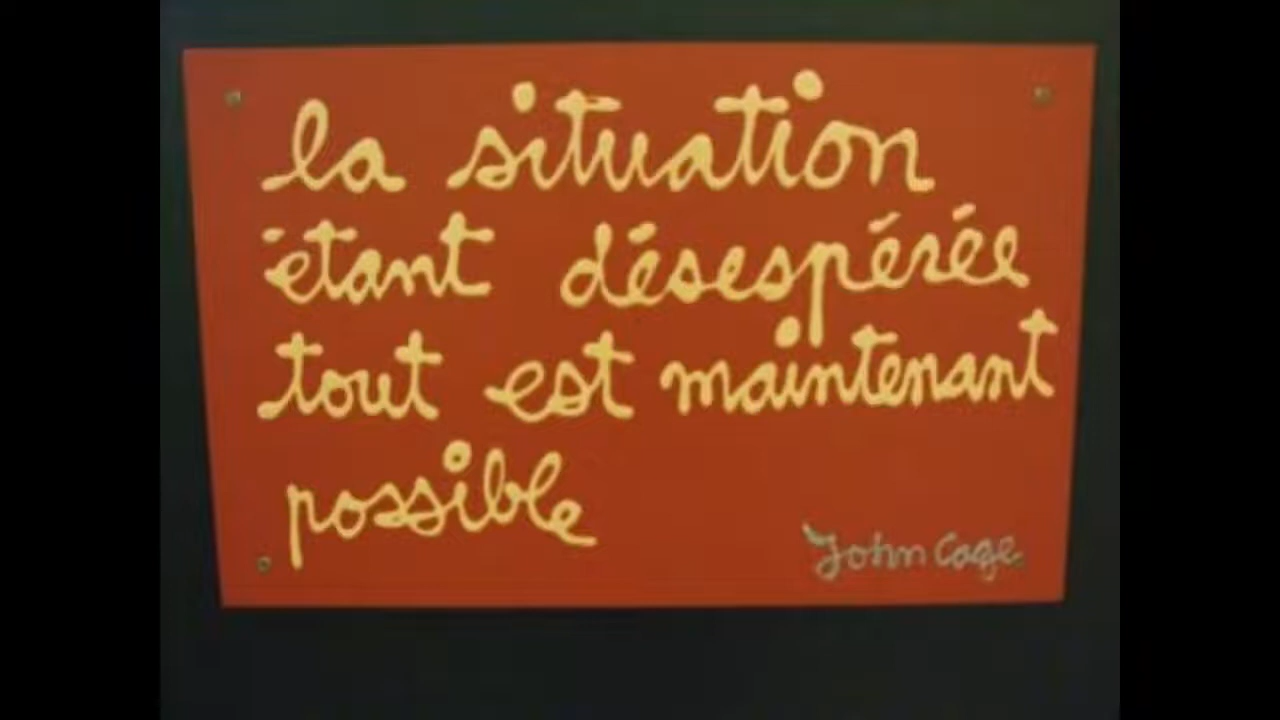 la situation
étant désespérée
tout est maintenant
possible
John Cage